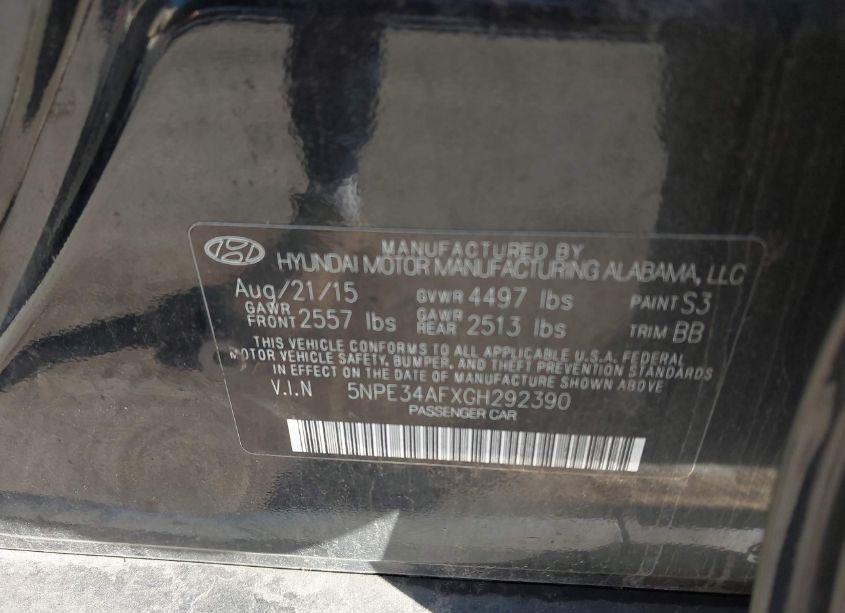 MANUFACTURED BY
HYUNDAI MOTOR MANUFACTURING ALABAMA, LLC
Aug/21/15 GVWR 4497 lbs PAINT S3
GAWR FRONT 2557 lbs GAWR REAR 2513 lbs TRIM BB
THIS VEHICLE CONFORMS TO ALL APPLICABLE U.S.A. FEDERAL
MOTOR VEHICLE SAFETY, BUMPER, AND THEFT PREVENTION STANDARDS
IN EFFECT ON THE DATE OF MANUFACTURE SHOWN ABOVE.
V.I.N 5NPE34AFXGH292390
PASSENGER CAR